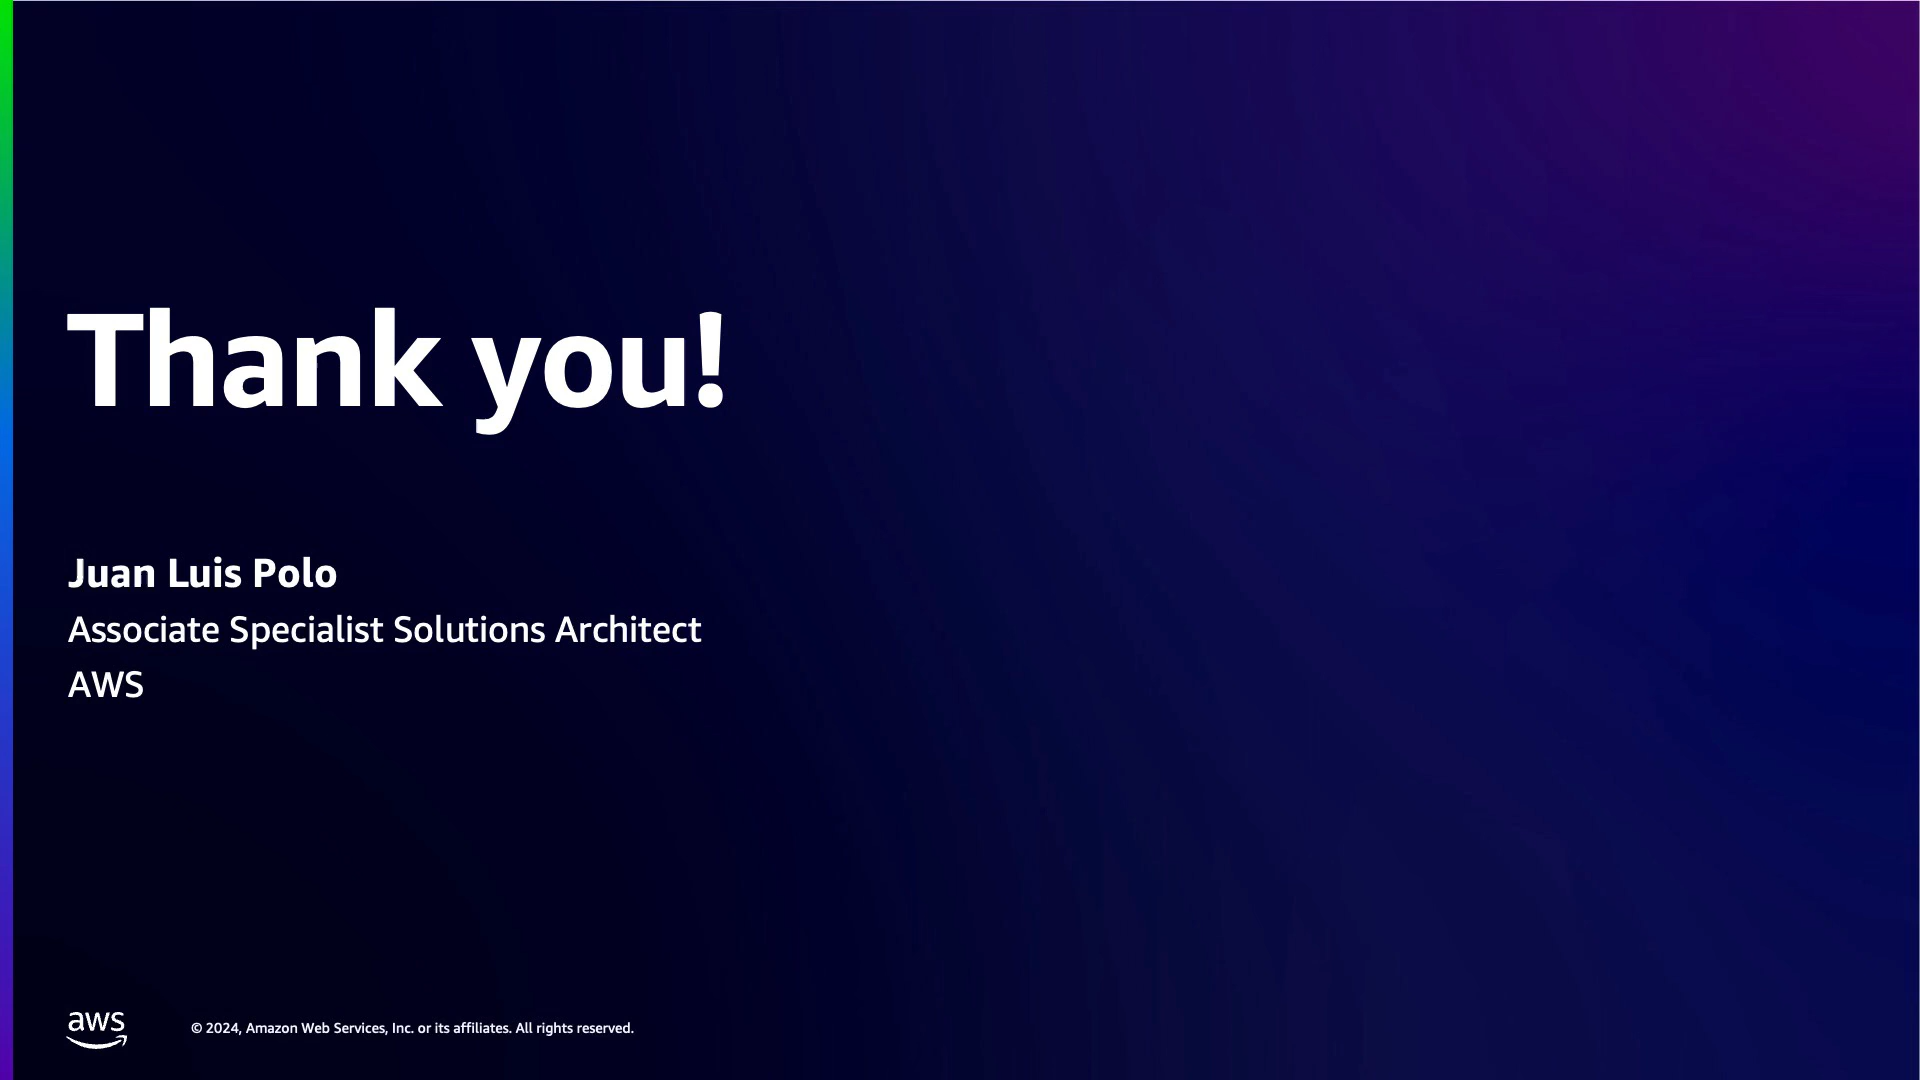 Thank you!
Juan Luis Polo
Associate Specialist Solutions Architect
AWS
aws
© 2024, Amazon Web Services, Inc. or its affiliates. All rights reserved.